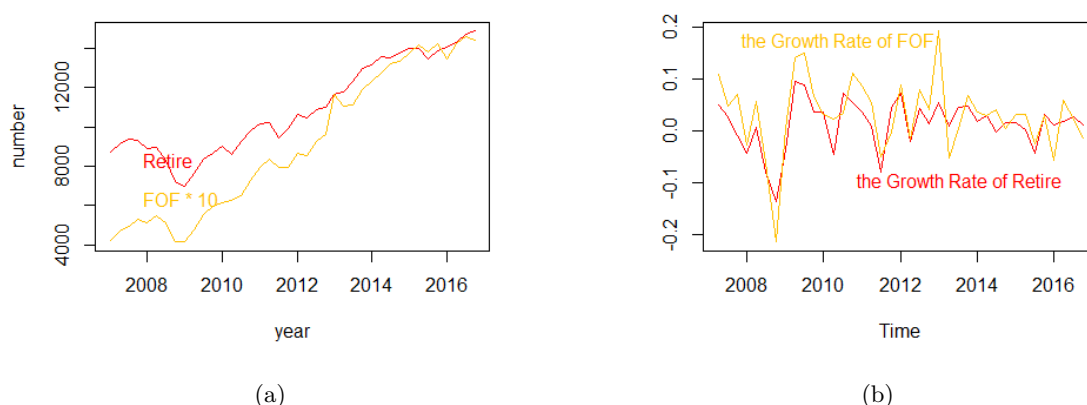 number
4000
8000
12000
Retire
FOF * 10
2008
2010
2012
2014
2016
year
(a)
-0.2
-0.1
0.0
0.1
0.2
the Growth Rate of FOF
the Growth Rate of Retire
2008
2010
2012
2014
2016
Time
(b)